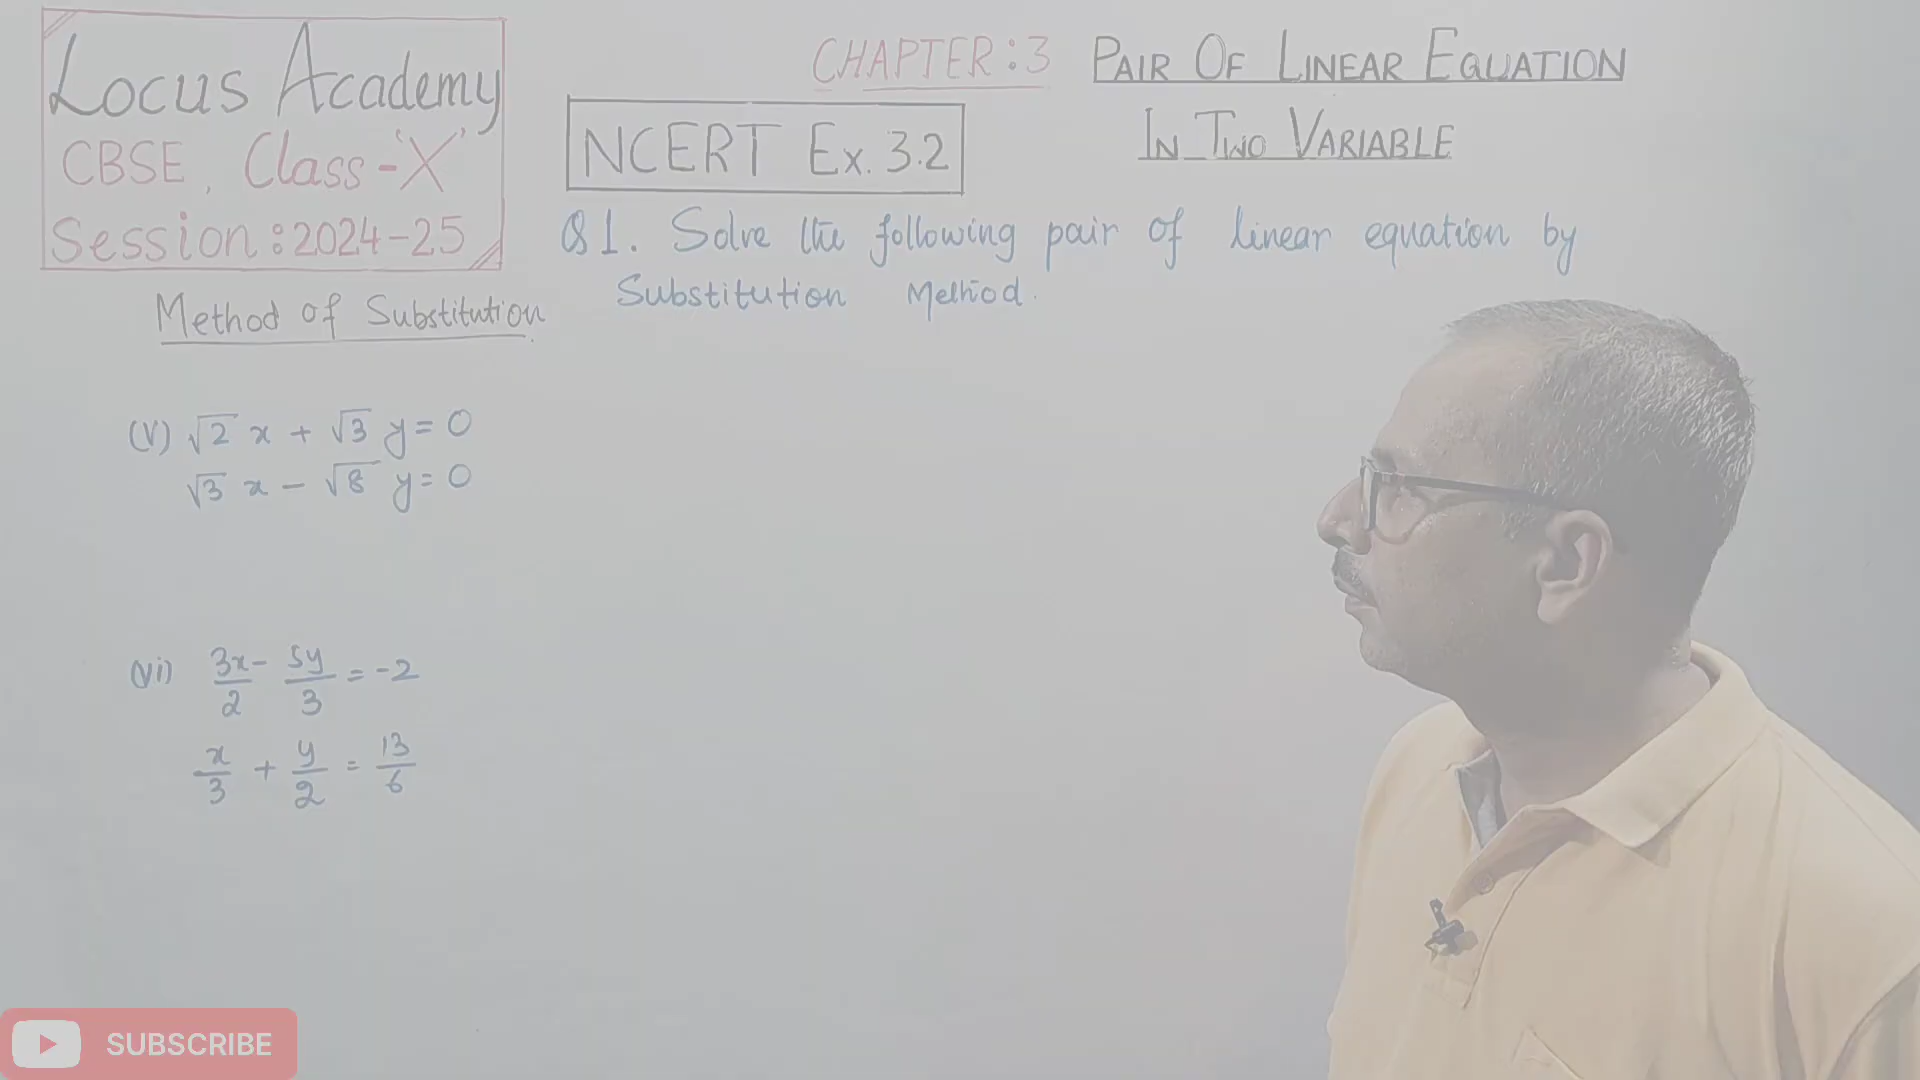 Locus Academy
CBSE, Class-'X'
Session:2024-25
CHAPTER:3 PAIR OF LINEAR EQUATION
IN TWO VARIABLE
NCERT Ex. 3.2
Q1. Solve the following pair of linear equation by
Substitution Method.
Method of Substitution
(V) √2 x + √3 y = 0
√3 x - √8 y = 0
(Vi) 3x/2 - 5y/3 = -2
x/3 + y/2 = 13/6
SUBSCRIBE